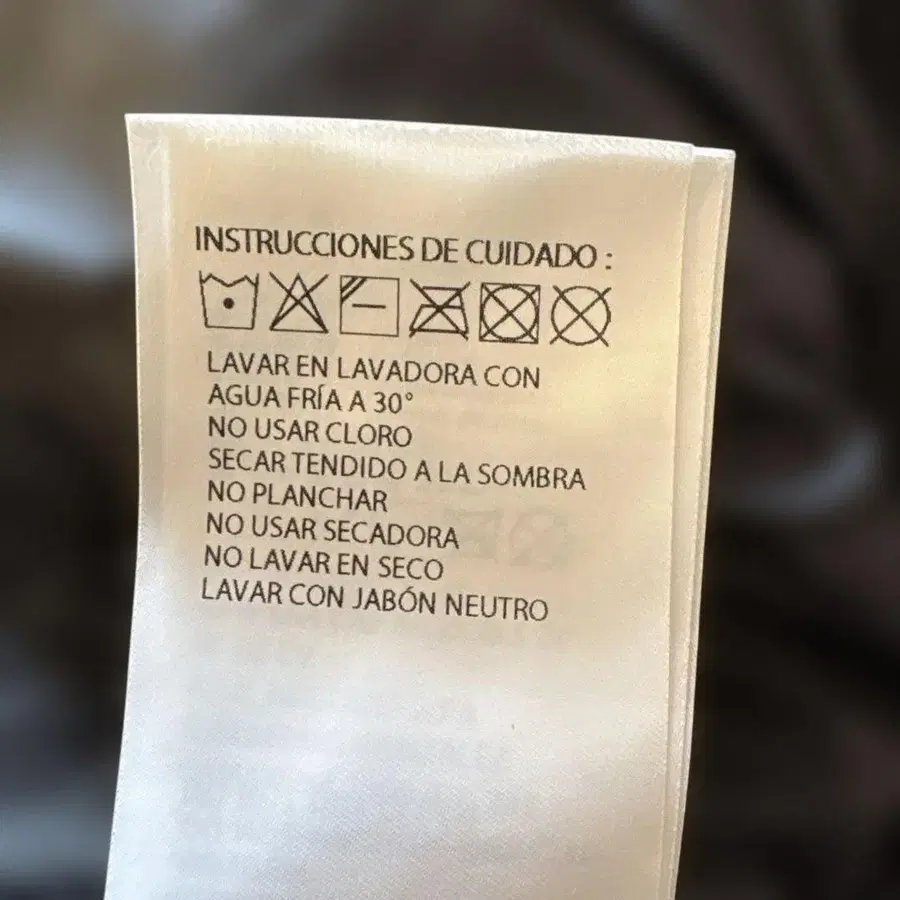 INSTRUCCIONES DE CUIDADO :
LAVAR EN LAVADORA CON
AGUA FRÍA A 30°
NO USAR CLORO
SECAR TENDIDO A LA SOMBRA
NO PLANCHAR
NO USAR SECADORA
NO LAVAR EN SECO
LAVAR CON JABÓN NEUTRO